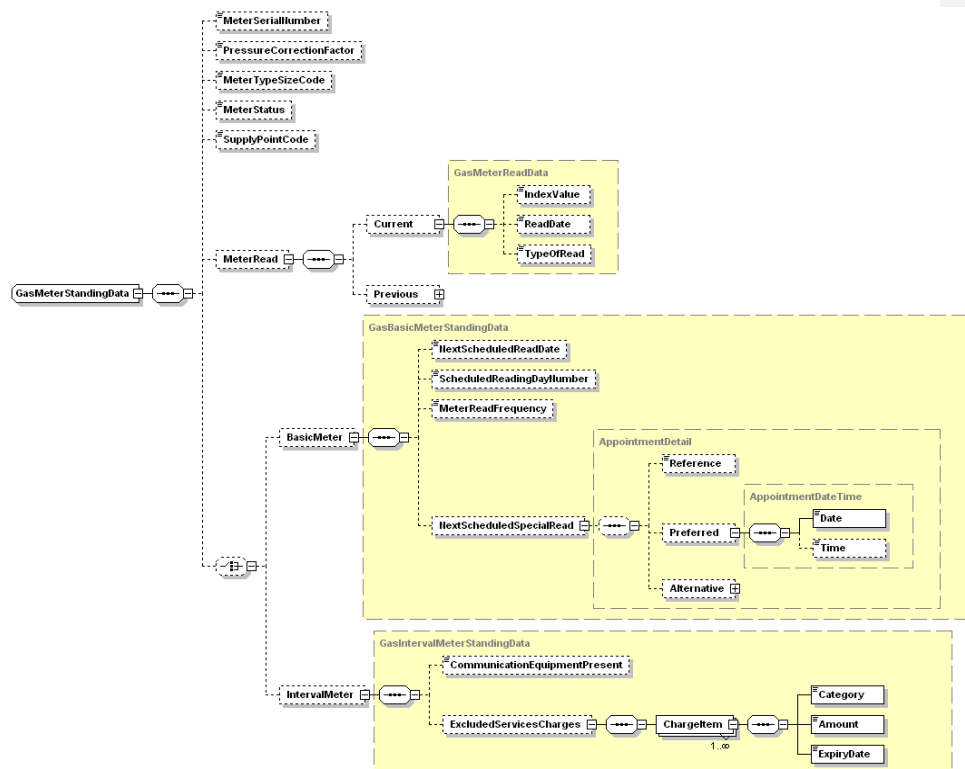 MeterSerialNumber
PressureCorrectionFactor
MeterTypeSizeCode
MeterStatus
SupplyPointCode
GasMeterReadData
IndexValue
Current
ReadDate
TypeOfRead
MeterRead
GasMeterStandingData
Previous
GasBasicMeterStandingData
NextScheduledReadDate
ScheduledReadingDayNumber
MeterReadFrequency
BasicMeter
AppointmentDetail
Reference
AppointmentDateTime
Date
NextScheduledSpecialRead
Preferred
Time
Alternative
GasIntervalMeterStandingData
CommunicationEquipmentPresent
IntervalMeter
Category
ExcludedServicesCharges
ChargeItem
Amount
1..∞
ExpiryDate